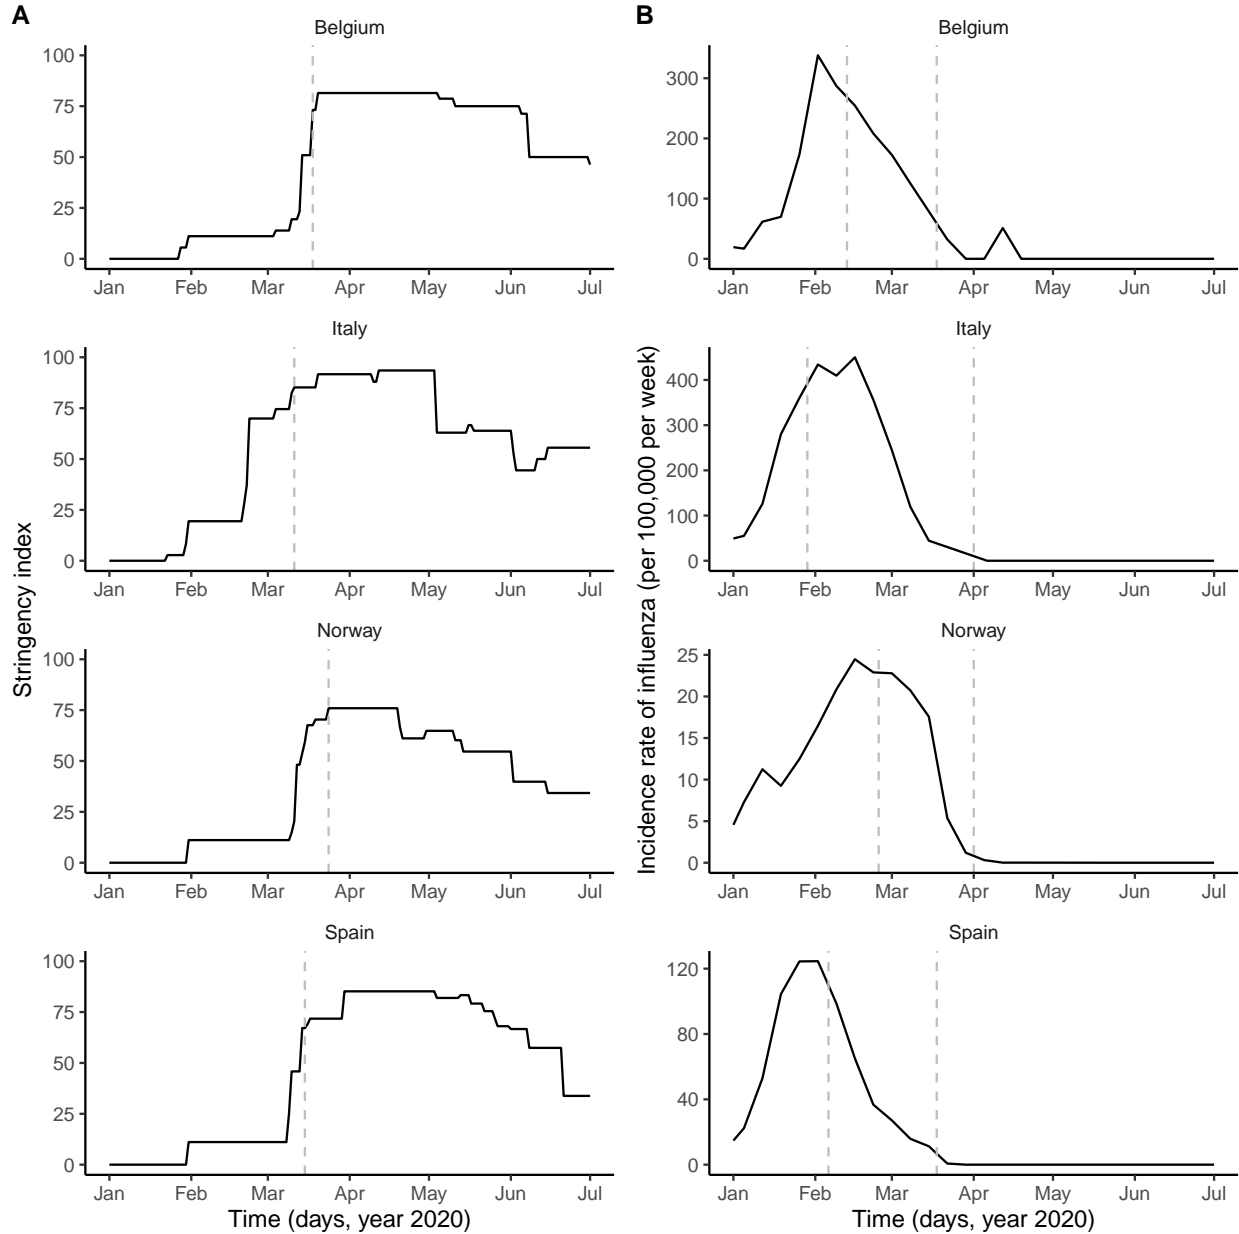 A
B
Belgium
100
75
50
25
0
Jan Feb Mar Apr May Jun Jul
Italy
100
75
50
25
0
Jan Feb Mar Apr May Jun Jul
Norway
100
75
50
25
0
Jan Feb Mar Apr May Jun Jul
Spain
100
75
50
25
0
Jan Feb Mar Apr May Jun Jul
Stringency index
Time (days, year 2020)
Belgium
300
200
100
0
Jan Feb Mar Apr May Jun Jul
Italy
400
300
200
100
0
Jan Feb Mar Apr May Jun Jul
Norway
25
20
15
10
5
0
Jan Feb Mar Apr May Jun Jul
Spain
120
80
40
0
Jan Feb Mar Apr May Jun Jul
Incidence rate of influenza (per 100,000 per week)
Time (days, year 2020)